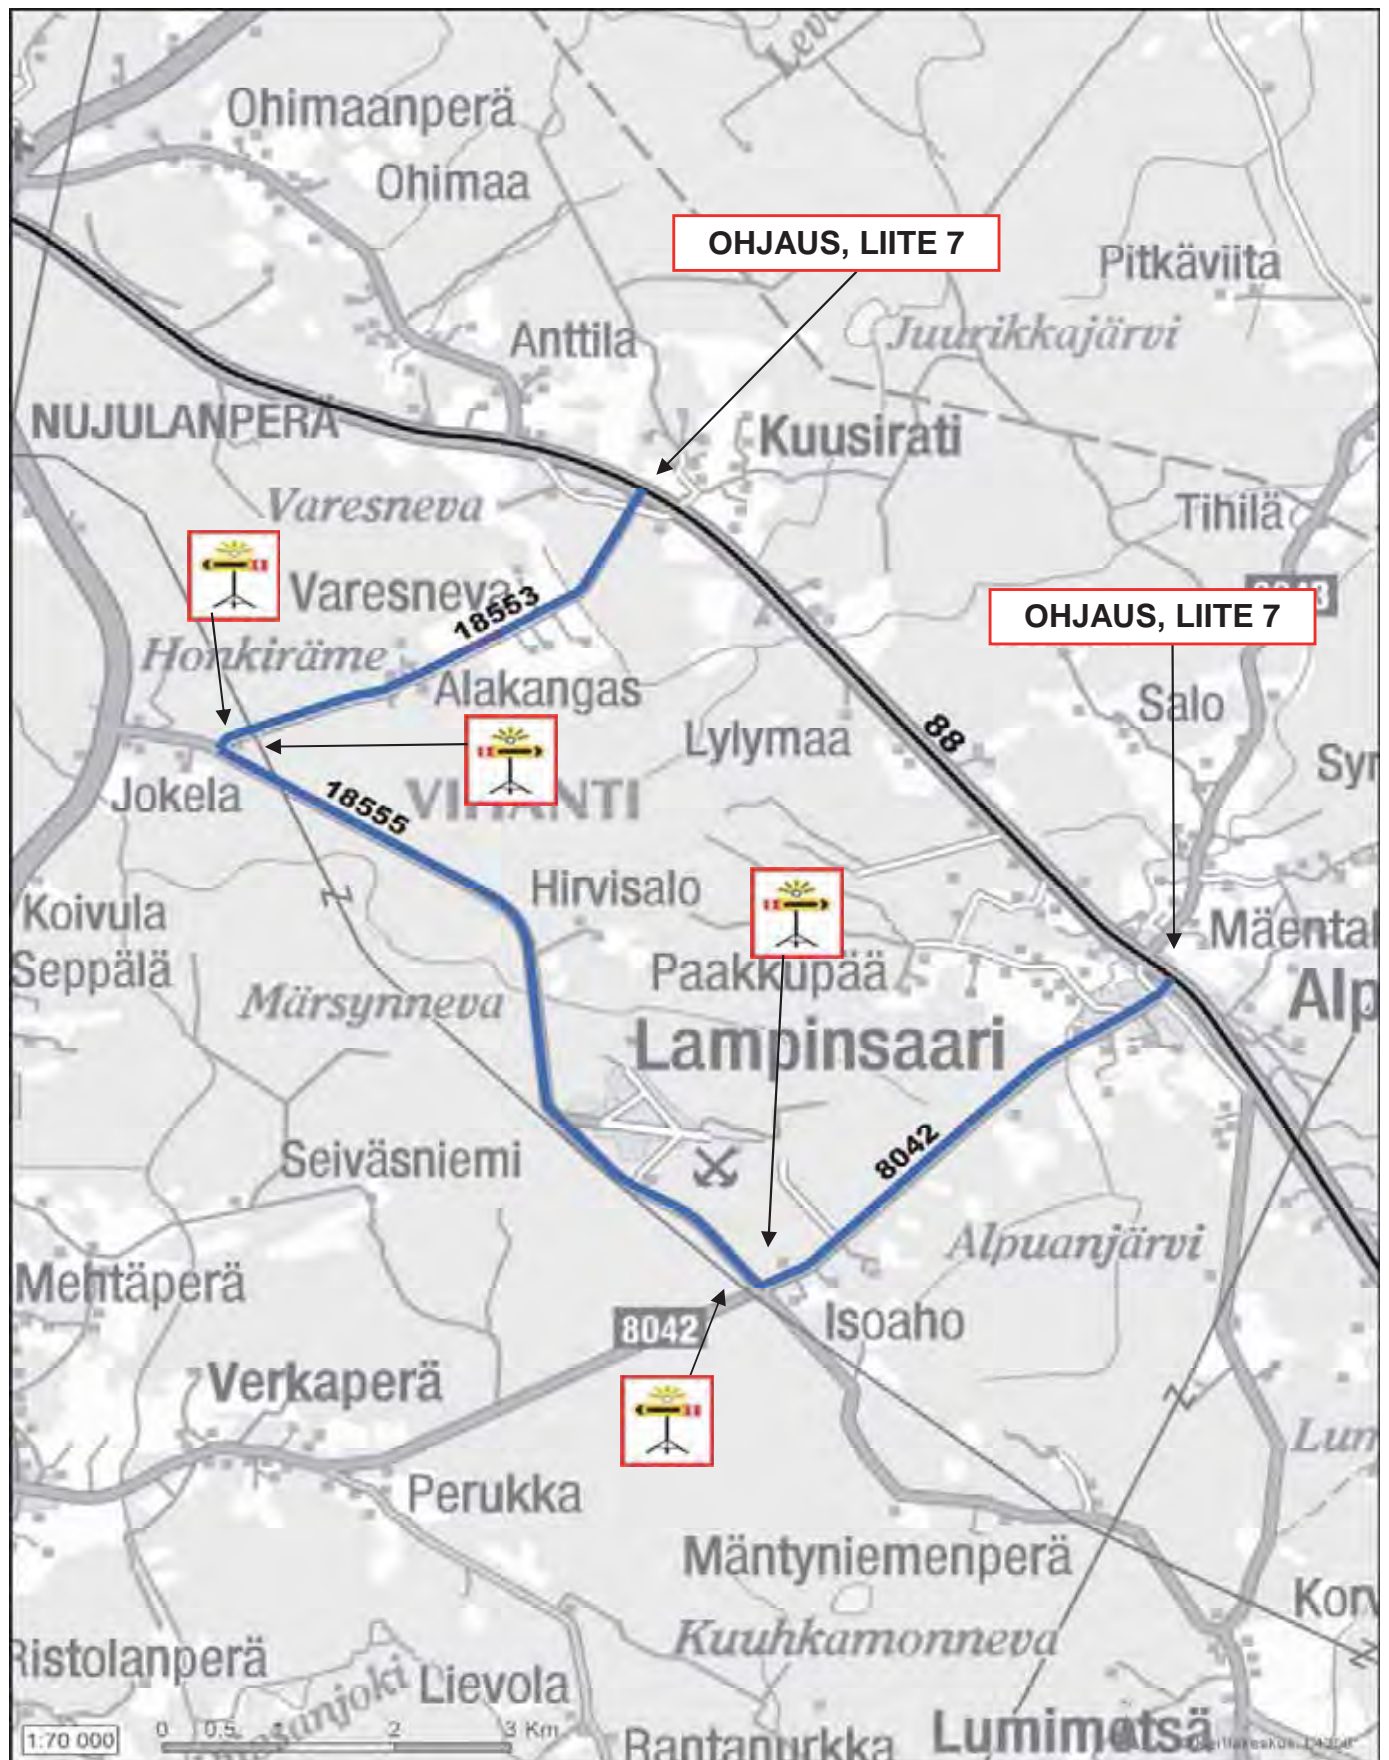 Ohimaanperä
Ohimaa
OHJAUS, LIITE 7
Pitkäviita
Anttila
Juurikkajärvi
NUJULANPERÄ
Kuusirati
Varesneva
Tihilä
Varesneva
18553
OHJAUS, LIITE 7
Honkiräme
Alakangas
Salo
Lylymaa
88
Jokela
18555
VIHANTI
Hirvisalo
Koivula
Paakkupää
Seppälä
Märsynneva
Lampinsaari
8042
Seiväsniemi
Alpuanjärvi
Mehtäperä
8042
Isoaho
Verkaperä
Perukka
Mäntyniemenperä
Kuuhkamonneva
Ristolanperä
Lievola
Lumimetsä
1:70 000
0 0.5 1 2 3 Km